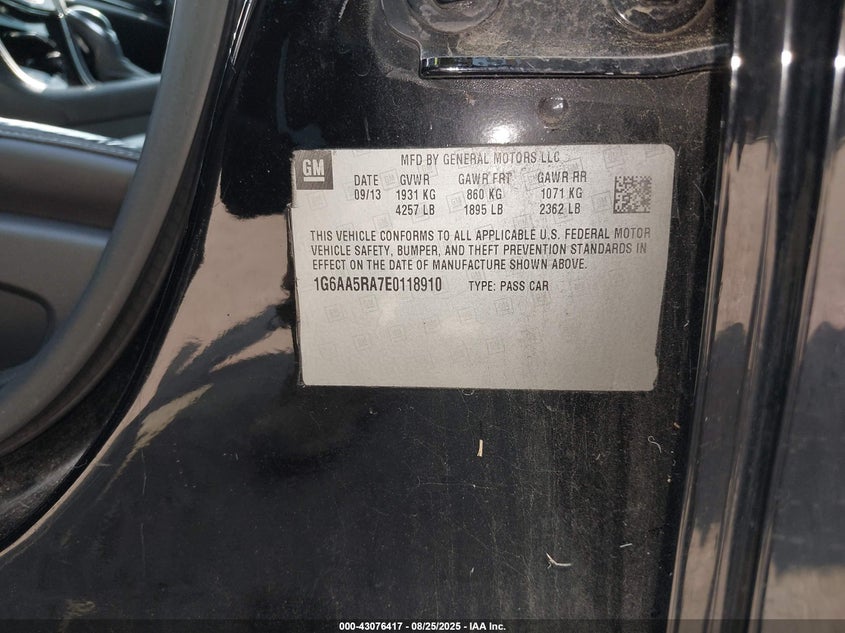 GM
MFD BY GENERAL MOTORS LLC
DATE GVWR GAWR FRT GAWR RR
09/13 1931 KG 860 KG 1071 KG
4257 LB 1895 LB 2362 LB
THIS VEHICLE CONFORMS TO ALL APPLICABLE U.S. FEDERAL MOTOR
VEHICLE SAFETY, BUMPER, AND THEFT PREVENTION STANDARDS IN
EFFECT ON THE DATE OF MANUFACTURE SHOWN ABOVE.
1G6AA5RA7E0118910 TYPE: PASS CAR
000-43076417 - 08/25/2025 - IAA Inc.